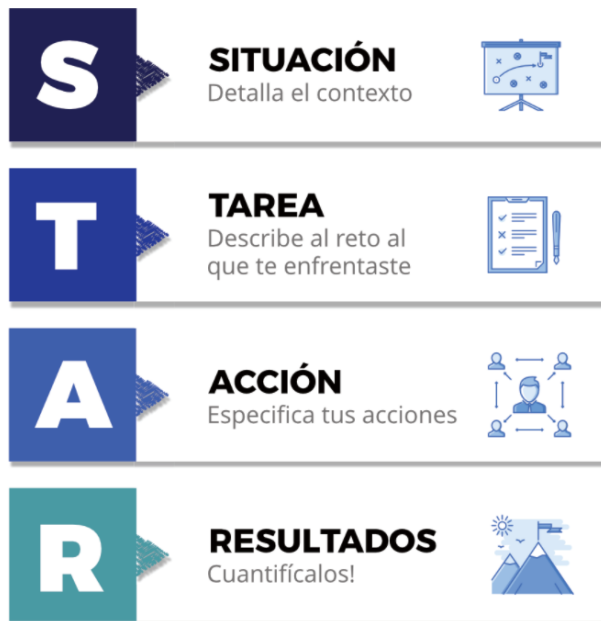 S
SITUACIÓN
Detalla el contexto
T
TAREA
Describe al reto al
que te enfrentaste
A
ACCIÓN
Especifica tus acciones
R
RESULTADOS
Cuantifícalos!